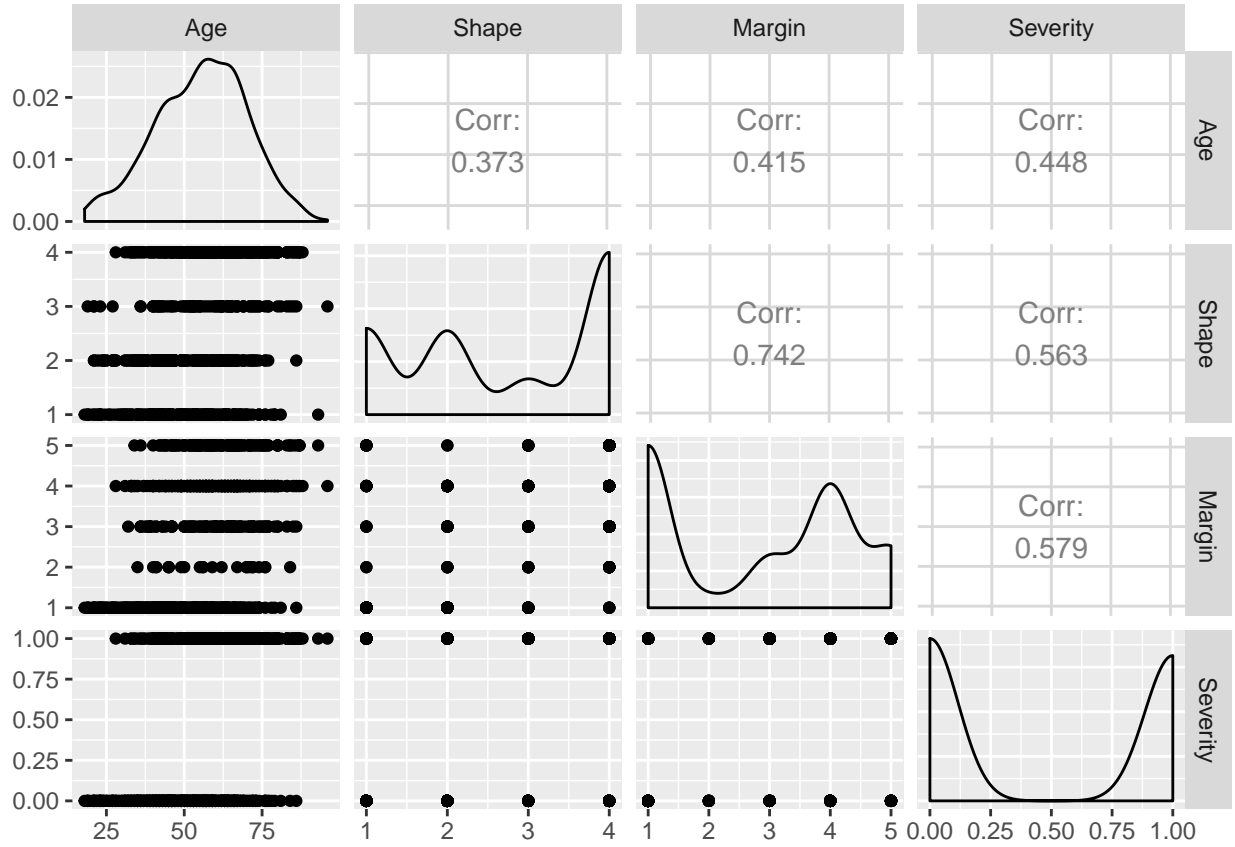 Age Shape Margin Severity
0.02
0.01
0.00
Corr:
0.373
Corr:
0.415
Corr:
0.448
Age
4
3
2
1
Corr:
0.742
Corr:
0.563
Shape
5
4
3
2
1
Corr:
0.579
Margin
1.00
0.75
0.50
0.25
0.00
Severity
25 50 75 1 2 3 4 1 2 3 4 5 0.00 0.25 0.50 0.75 1.00